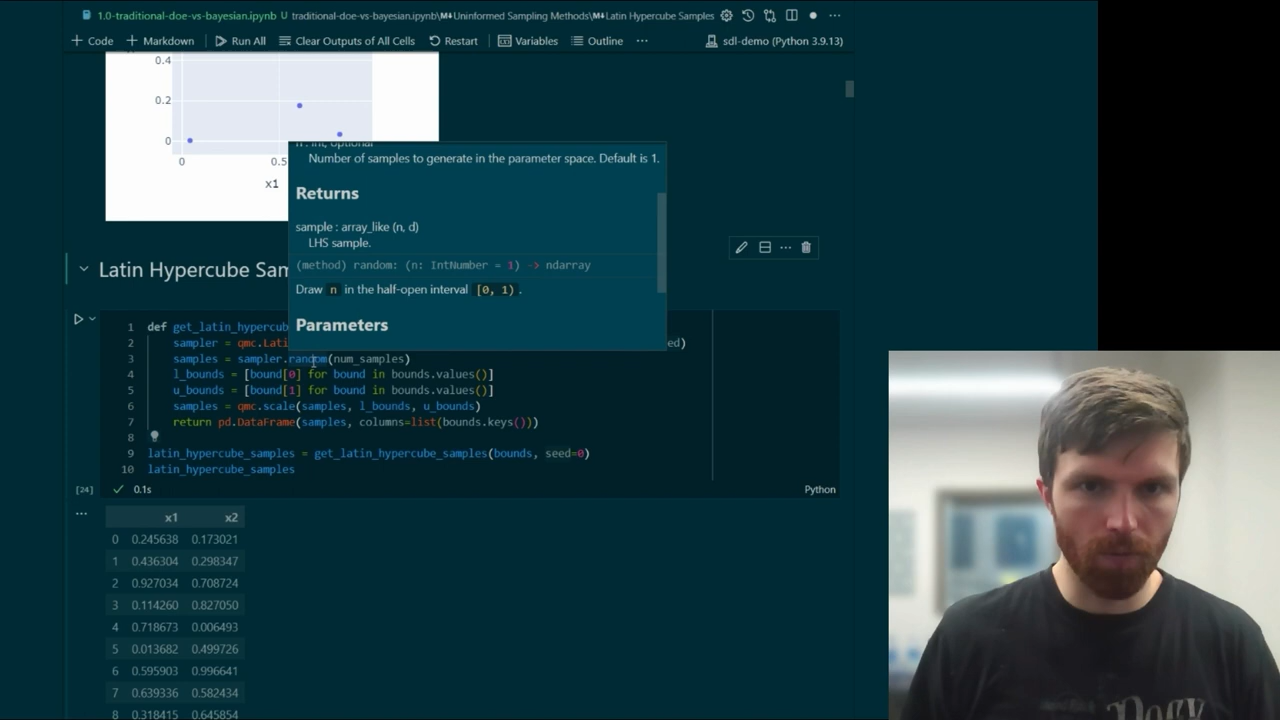 1.0-traditional-doe-vs-bayesian.ipynb U traditional-doe-vs-bayesian.ipynb\M↓Uninformed Sampling Methods\M↓Latin Hypercube Samples
+ Code + Markdown Run All Clear Outputs of All Cells Restart Variables Outline ... sdl-demo (Python 3.9.13)
0.4
0.2
0
0 0.5
x1
n : int, optional
Number of samples to generate in the parameter space. Default is 1.
Returns
sample : array_like (n, d)
LHS sample.
(method) random: (n: IntNumber = 1) -> ndarray
Draw n in the half-open interval [0, 1).
Parameters
Latin Hypercube Sam
1 def get_latin_hypercub
2 sampler = qmc.Lati ed)
3 samples = sampler.random(num_samples)
4 l_bounds = [bound[0] for bound in bounds.values()]
5 u_bounds = [bound[1] for bound in bounds.values()]
6 samples = qmc.scale(samples, l_bounds, u_bounds)
7 return pd.DataFrame(samples, columns=list(bounds.keys()))
8
9 latin_hypercube_samples = get_latin_hypercube_samples(bounds, seed=0)
10 latin_hypercube_samples
[24] 0.1s Python
... x1 x2
0 0.245638 0.173021
1 0.436304 0.298347
2 0.927034 0.708724
3 0.114260 0.827050
4 0.718673 0.006493
5 0.013682 0.499726
6 0.595903 0.996641
7 0.639336 0.582434
8 0.318415 0.645854